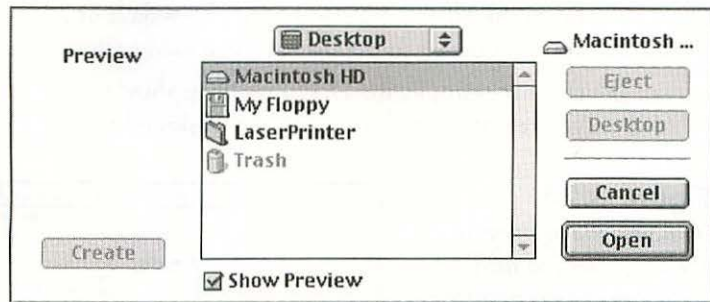 Preview
Desktop
Macintosh HD
My Floppy
LaserPrinter
Trash
Create
Show Preview
Macintosh ...
Eject
Desktop
Cancel
Open